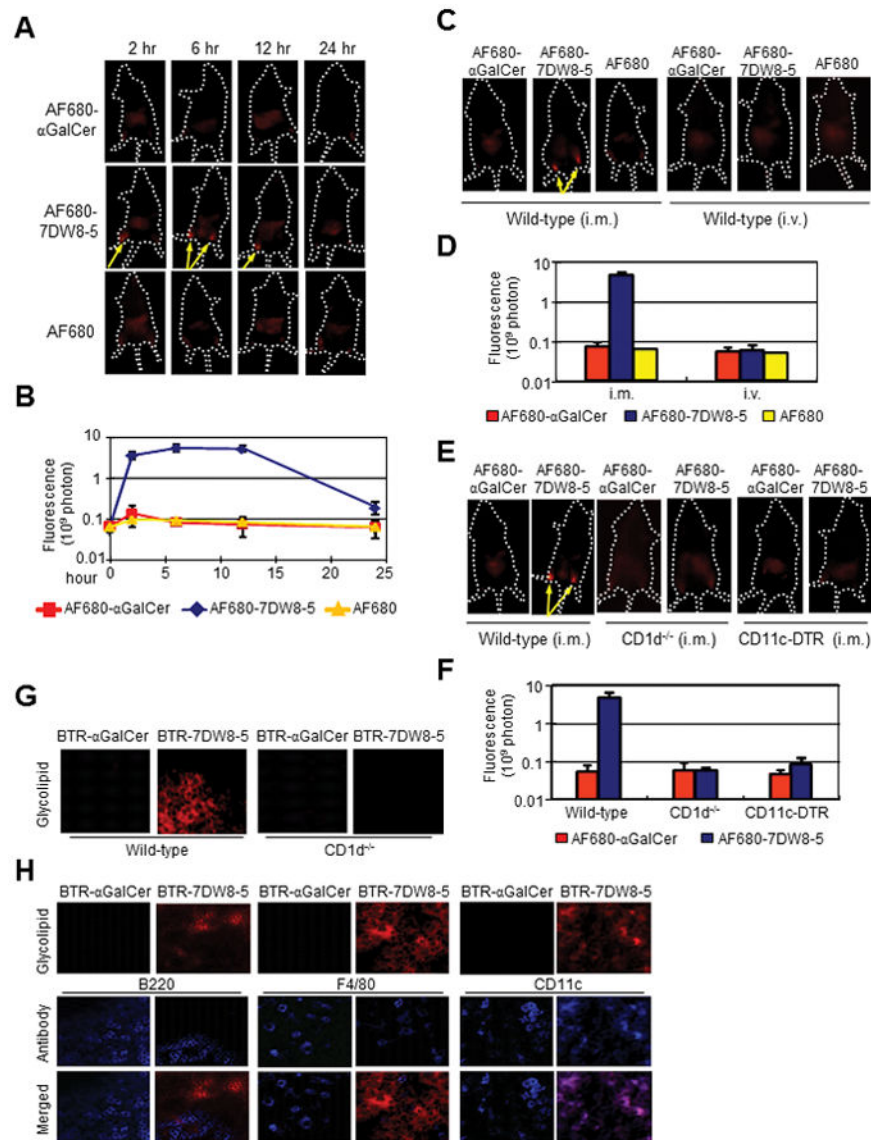 A
2 hr 6 hr 12 hr 24 hr
AF680-
αGalCer
AF680-
7DW8-5
AF680
B
Fluorescence
(10⁹ photon)
10
1
0.1
0.01
0 5 10 15 20 25
hour
AF680-αGalCer AF680-7DW8-5 AF680
C
AF680-
αGalCer
AF680-
7DW8-5
AF680
AF680-
αGalCer
AF680-
7DW8-5
AF680
Wild-type (i.m.) Wild-type (i.v.)
D
Fluorescence
(10⁹ photon)
10
1
0.1
0.01
i.m. i.v.
AF680-αGalCer AF680-7DW8-5 AF680
E
AF680-
αGalCer
AF680-
7DW8-5
AF680-
αGalCer
AF680-
7DW8-5
AF680-
αGalCer
AF680-
7DW8-5
Wild-type (i.m.) CD1d⁻/⁻ (i.m.) CD11c-DTR (i.m.)
F
Fluorescence
(10⁹ photon)
10
1
0.1
0.01
Wild-type CD1d⁻/⁻ CD11c-DTR
AF680-αGalCer AF680-7DW8-5
G
BTR-αGalCer BTR-7DW8-5 BTR-αGalCer BTR-7DW8-5
Glycolipid
Wild-type CD1d⁻/⁻
H
BTR-αGalCer BTR-7DW8-5 BTR-αGalCer BTR-7DW8-5 BTR-αGalCer BTR-7DW8-5
Glycolipid
B220 F4/80 CD11c
Antibody
Merged